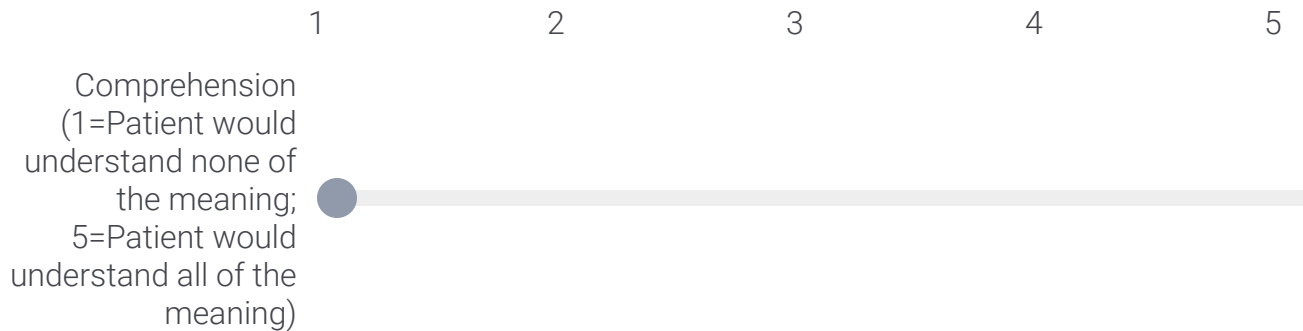 1 2 3 4 5
Comprehension
(1=Patient would
understand none of
the meaning;
5=Patient would
understand all of the
meaning)